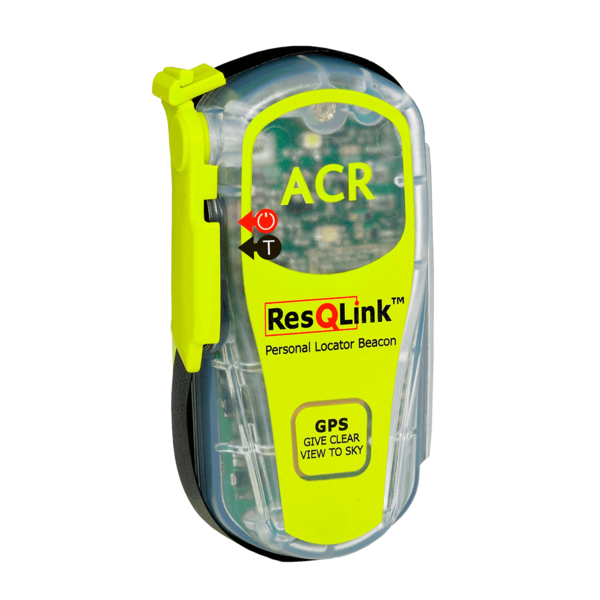 ACR
T
ResQLink™
Personal Locator Beacon
GPS
GIVE CLEAR
VIEW TO SKY